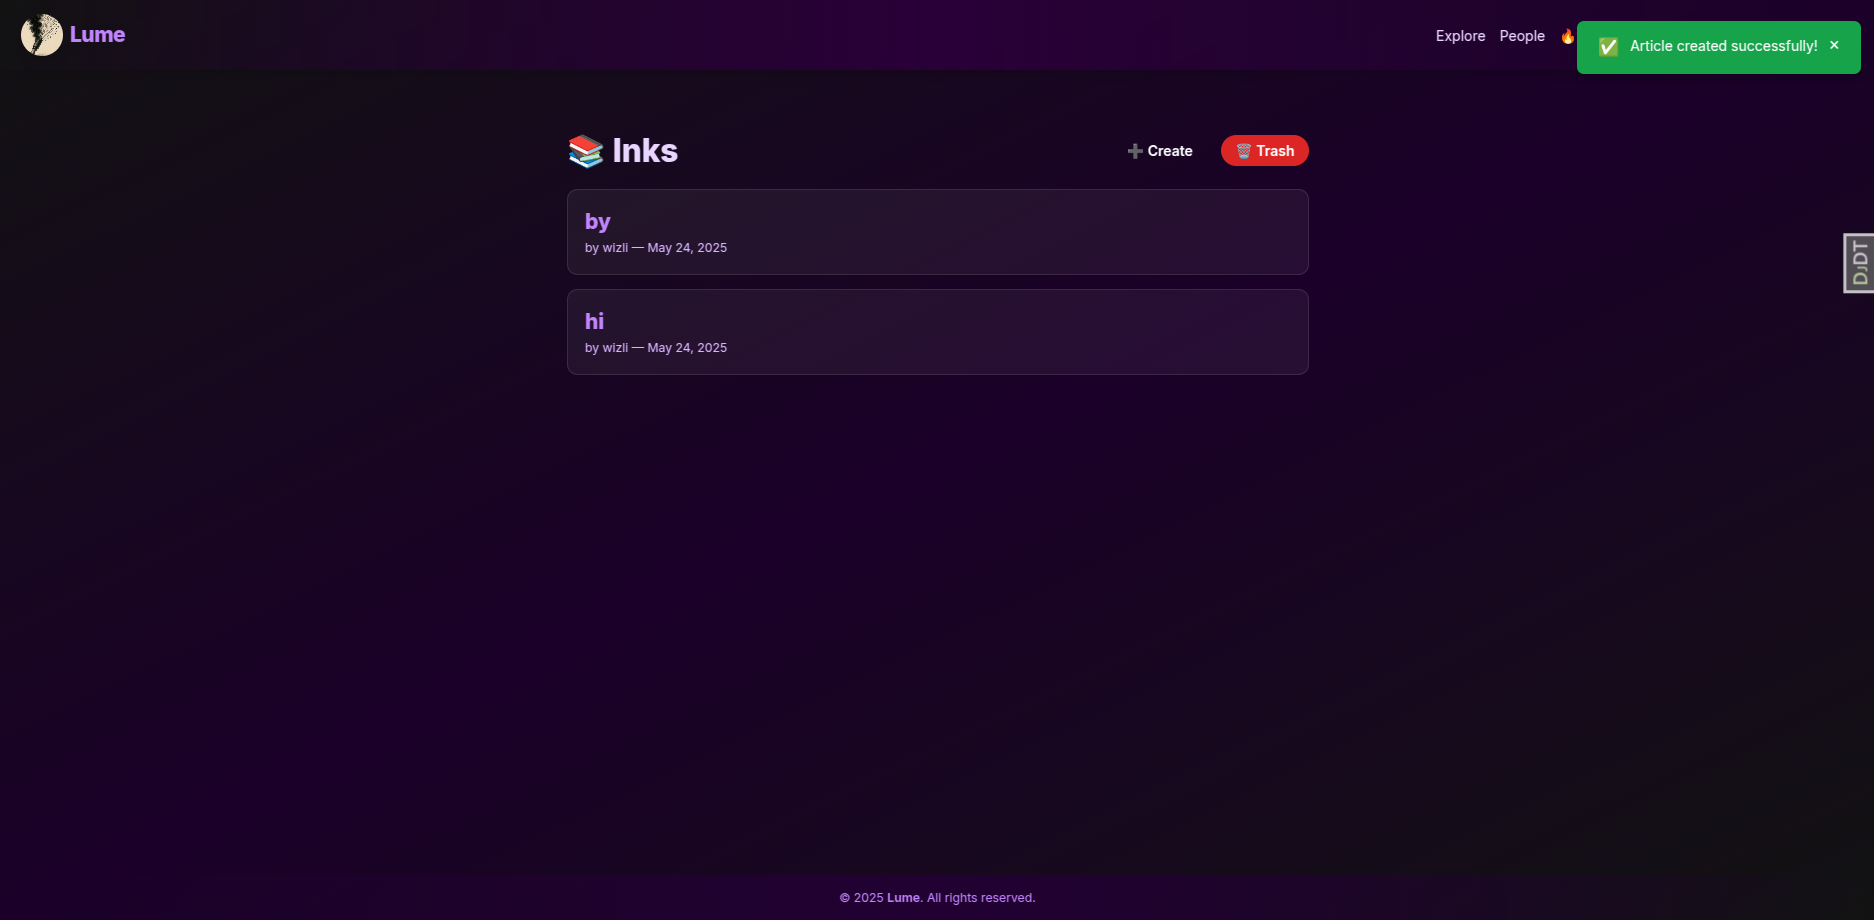 Lume
Explore People
Article created successfully! ×
Inks
Create
Trash
by
by wizli — May 24, 2025
hi
by wizli — May 24, 2025
DJDT
© 2025 Lume. All rights reserved.